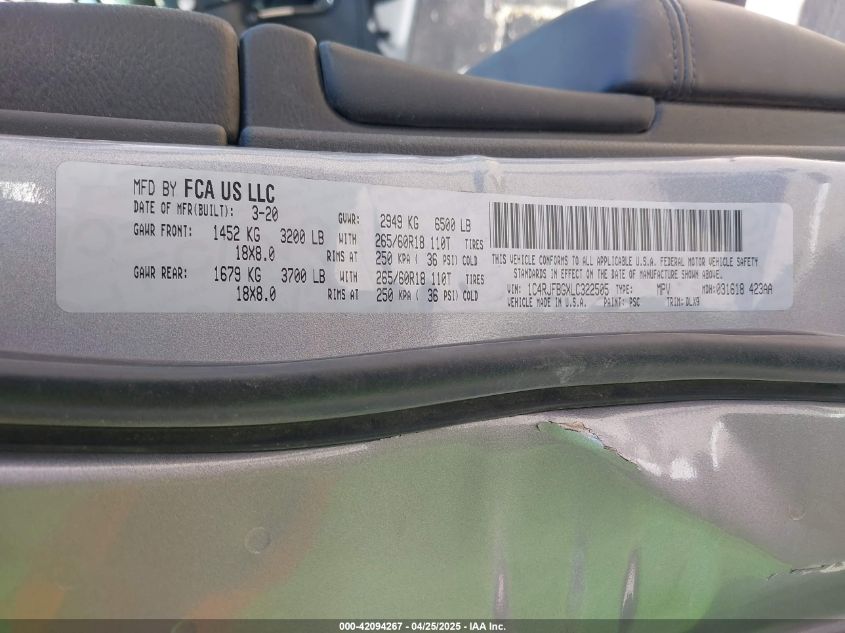 MFD BY FCA US LLC
DATE OF MFR(BUILT): 3-20 GVWR: 2949 KG 6500 LB
GAWR FRONT: 1452 KG 3200 LB WITH 265/60R18 110T TIRES
18X8.0 RIMS AT 250 KPA ( 36 PSI) COLD
GAWR REAR: 1679 KG 3700 LB WITH 265/60R18 110T TIRES
18X8.0 RIMS AT 250 KPA ( 36 PSI) COLD
THIS VEHICLE CONFORMS TO ALL APPLICABLE U.S.A. FEDERAL MOTOR VEHICLE SAFETY
STANDARDS IN EFFECT ON THE DATE OF MANUFACTURE SHOWN ABOVE.
VIN: 1C4RJFBGXLC322505 TYPE: MPV MDH: 031618 423AA
VEHICLE MADE IN U.S.A. PAINT: PSC TRIM: DLX9
000-42094267 - 04/25/2025 - IAA Inc.